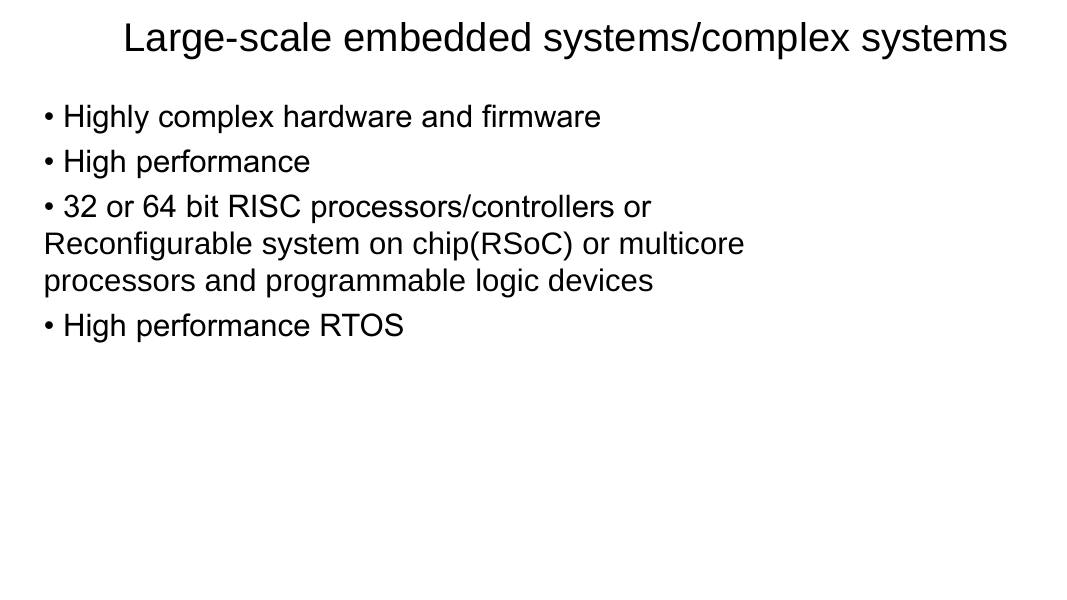 Large-scale embedded systems/complex systems
• Highly complex hardware and firmware
• High performance
• 32 or 64 bit RISC processors/controllers or
Reconfigurable system on chip(RSoC) or multicore
processors and programmable logic devices
• High performance RTOS